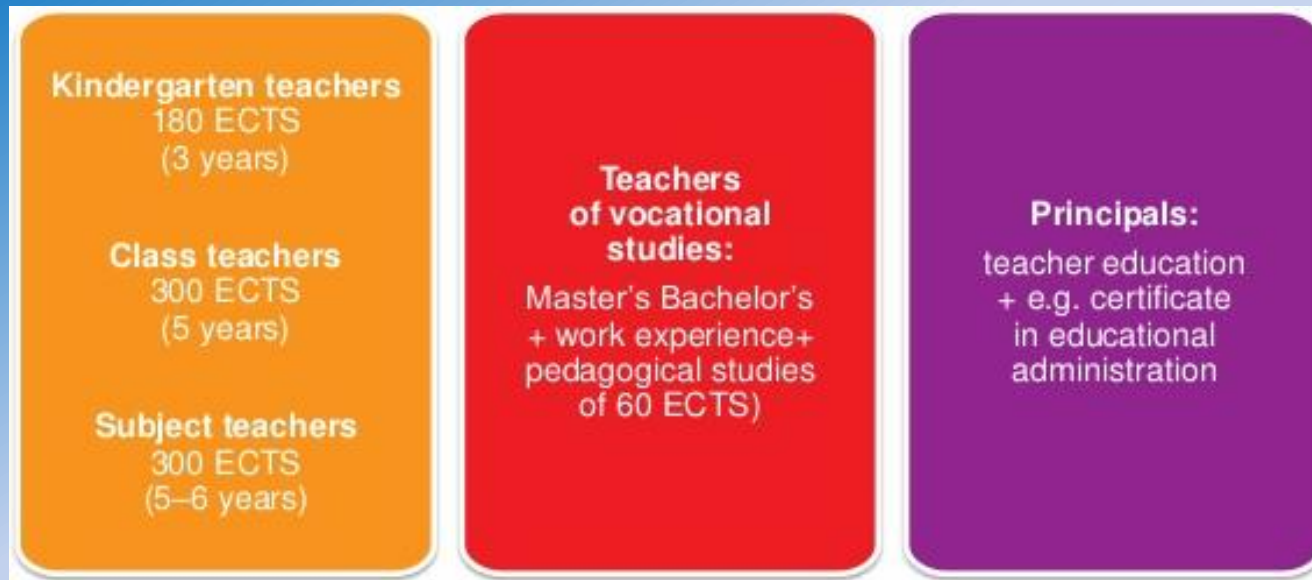 Kindergarten teachers
180 ECTS
(3 years)
Class teachers
300 ECTS
(5 years)
Subject teachers
300 ECTS
(5–6 years)
Teachers
of vocational
studies:
Master's Bachelor's
+ work experience+
pedagogical studies
of 60 ECTS)
Principals:
teacher education
+ e.g. certificate
in educational
administration